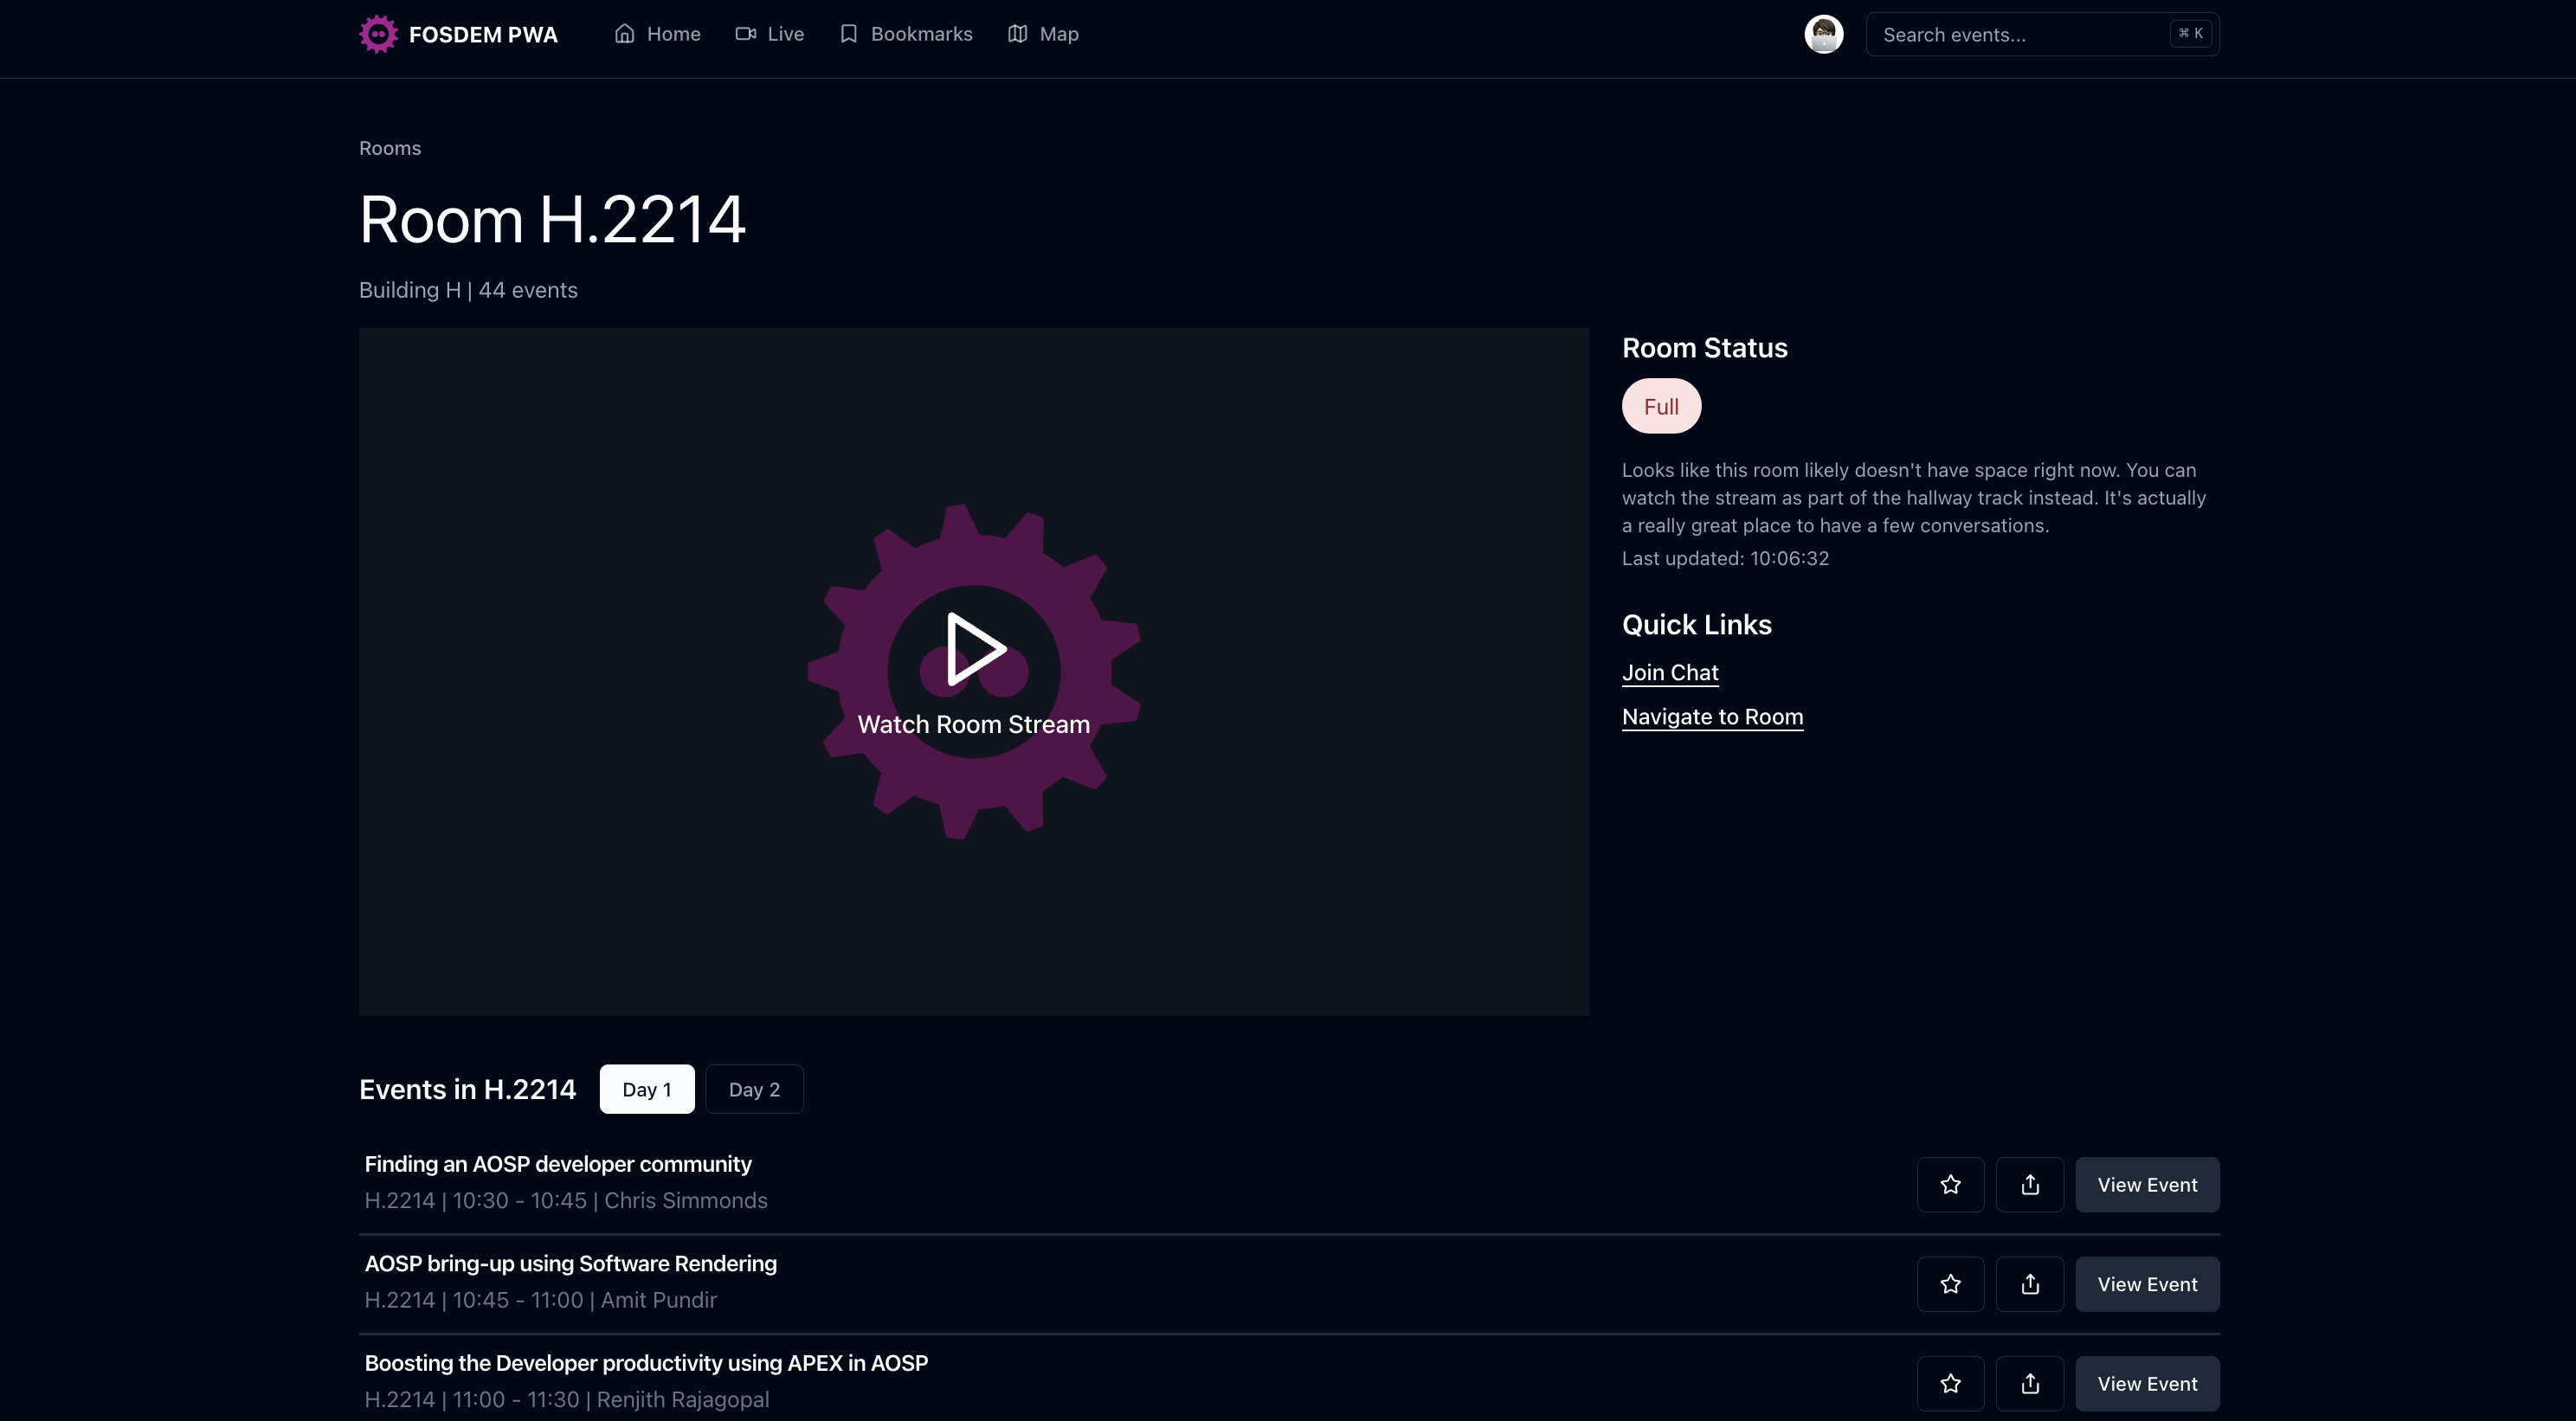 FOSDEM PWA
Home
Live
Bookmarks
Map
Search events...
⌘ K
Rooms
Room H.2214
Building H | 44 events
Watch Room Stream
Room Status
Full
Looks like this room likely doesn't have space right now. You can
watch the stream as part of the hallway track instead. It's actually
a really great place to have a few conversations.
Last updated: 10:06:32
Quick Links
Join Chat
Navigate to Room
Events in H.2214
Day 1
Day 2
Finding an AOSP developer community
H.2214 | 10:30 - 10:45 | Chris Simmonds
View Event
AOSP bring-up using Software Rendering
H.2214 | 10:45 - 11:00 | Amit Pundir
View Event
Boosting the Developer productivity using APEX in AOSP
H.2214 | 11:00 - 11:30 | Renjith Rajagopal
View Event